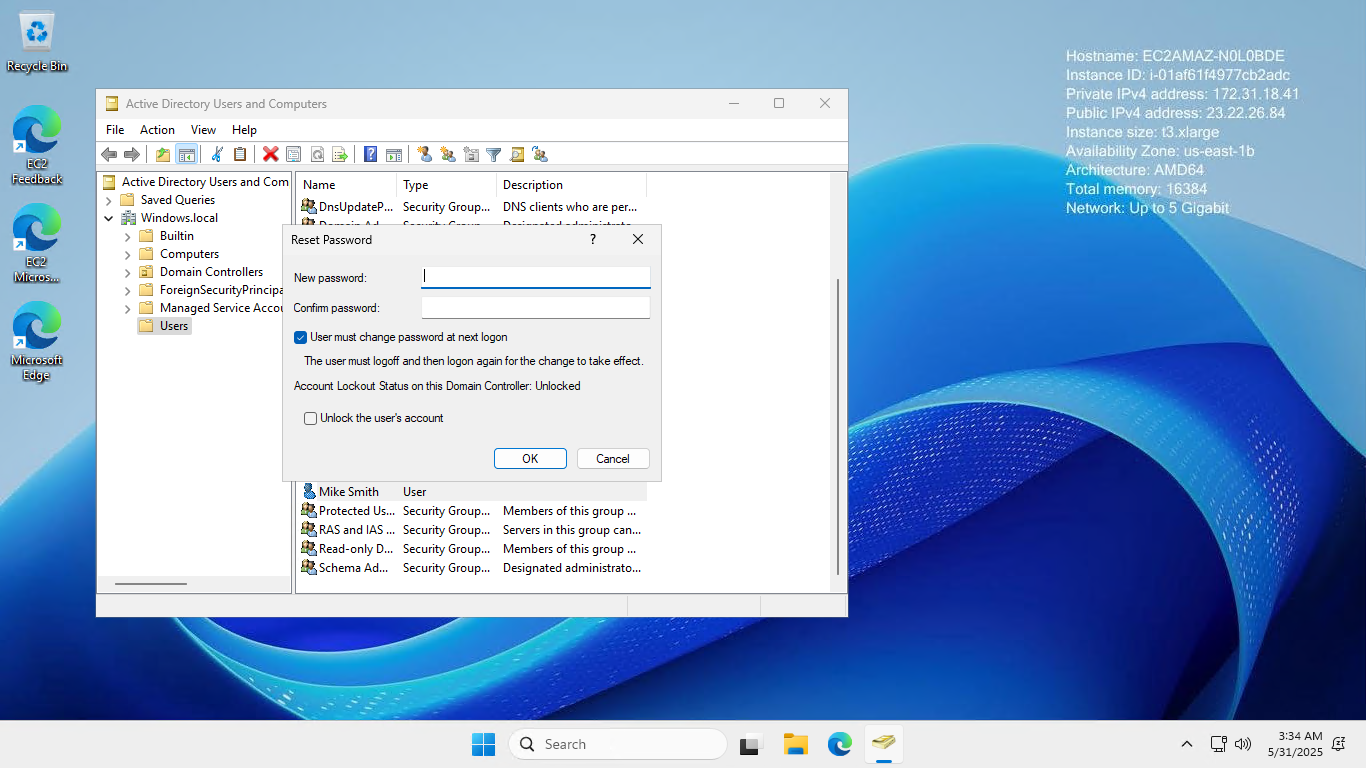 Recycle Bin
EC2
Feedback
EC2
Micros...
Microsoft
Edge
Hostname: EC2AMAZ-N0L0BDE
Instance ID: i-01af61f4977cb2adc
Private IPv4 address: 172.31.18.41
Public IPv4 address: 23.22.26.84
Instance size: t3.xlarge
Availability Zone: us-east-1b
Architecture: AMD64
Total memory: 16384
Network: Up to 5 Gigabit
Active Directory Users and Computers
File Action View Help
Active Directory Users and Com
Saved Queries
Windows.local
Builtin
Computers
Domain Controllers
ForeignSecurityPrincipa
Managed Service Accou
Users
Name Type Description
DnsUpdateP... Security Group... DNS clients who are per...
Domain Ad... Security Group... Designated administrato...
Reset Password
New password:
Confirm password:
User must change password at next logon
The user must logoff and then logon again for the change to take effect.
Account Lockout Status on this Domain Controller: Unlocked
Unlock the user's account
OK Cancel
Mike Smith User
Protected Us... Security Group... Members of this group ...
RAS and IAS ... Security Group... Servers in this group can...
Read-only D... Security Group... Members of this group ...
Schema Ad... Security Group... Designated administrato...
Search
3:34 AM
5/31/2025